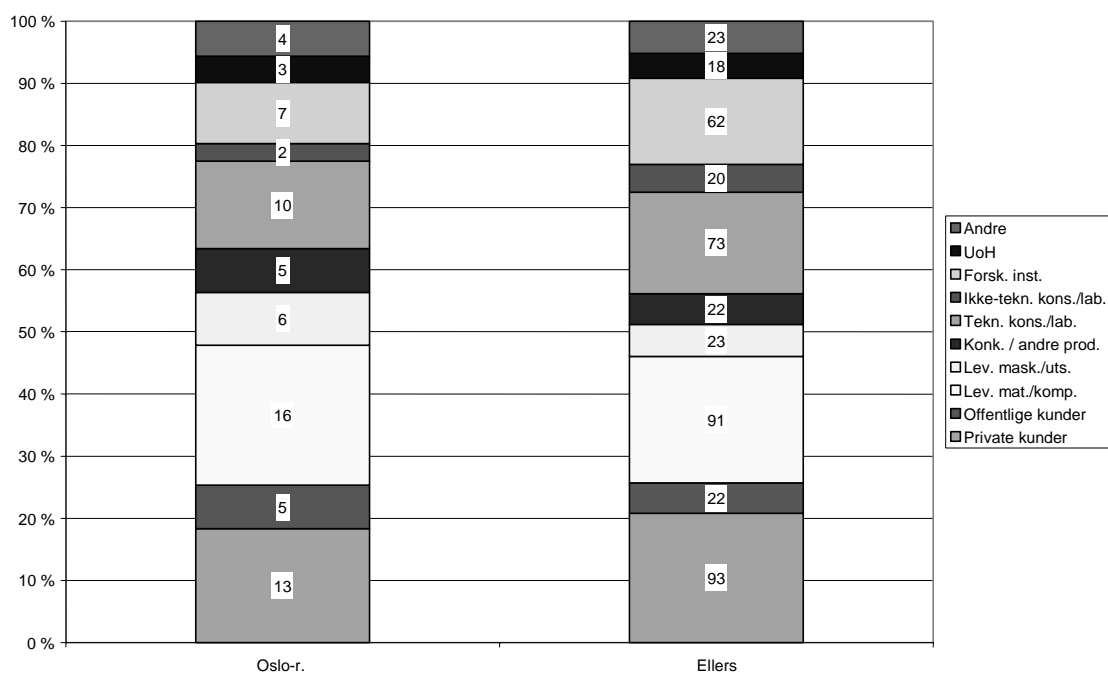 100 %
90 %
80 %
70 %
60 %
50 %
40 %
30 %
20 %
10 %
0 %
4
3
7
2
10
5
6
16
5
13
23
18
62
20
73
22
23
91
22
93
Oslo-r.
Ellers
Andre
UoH
Forsk. inst.
Ikke-tekn. kons./lab.
Tekn. kons./lab.
Konk. / andre prod.
Lev. mask./uts.
Lev. mat./komp.
Offentlige kunder
Private kunder